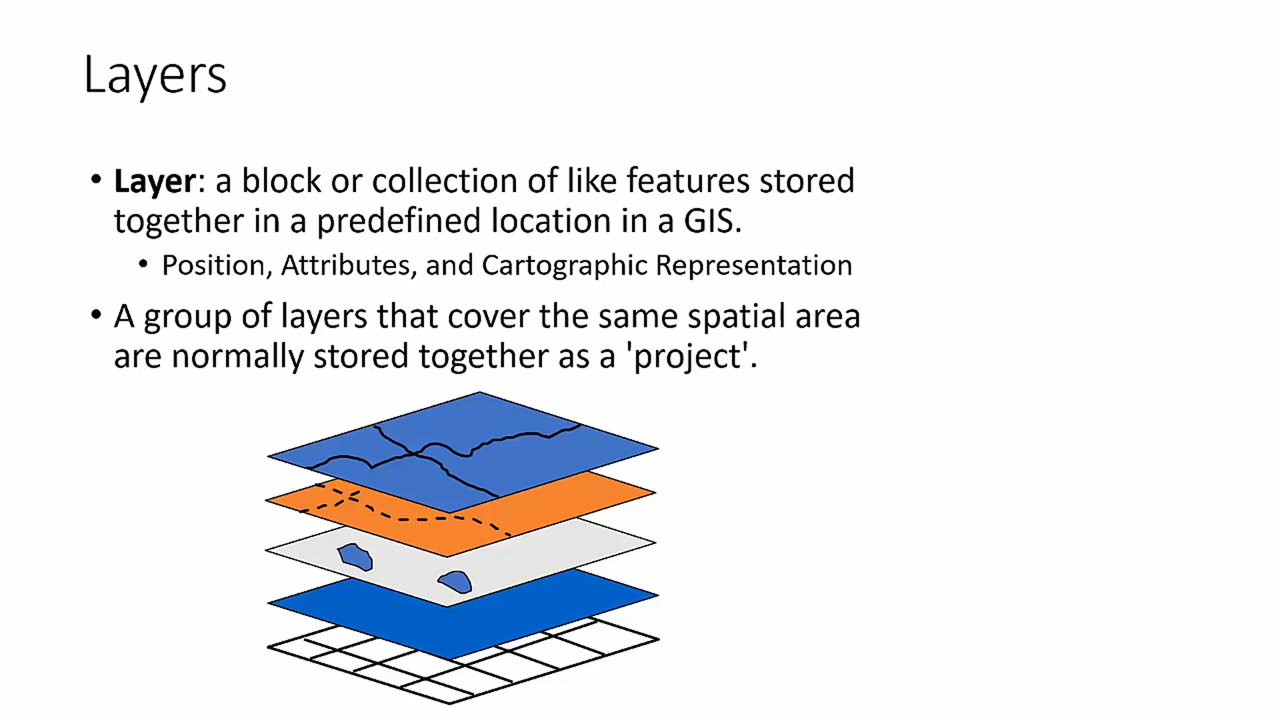 Layers
• Layer: a block or collection of like features stored
together in a predefined location in a GIS.
• Position, Attributes, and Cartographic Representation
• A group of layers that cover the same spatial area
are normally stored together as a 'project'.